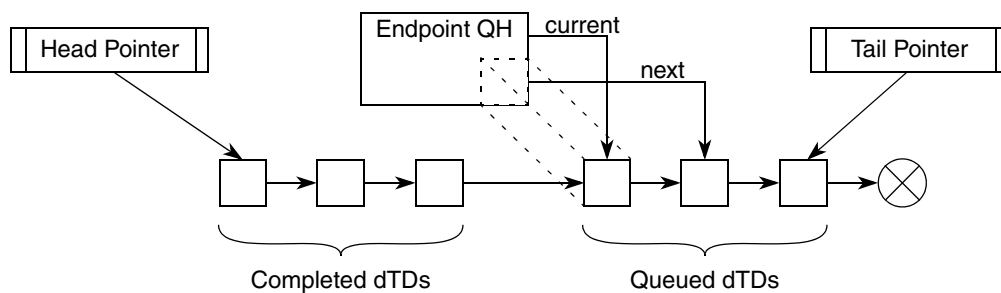 Head Pointer
Endpoint QH
current
next
Tail Pointer
Completed dTDs
Queued dTDs